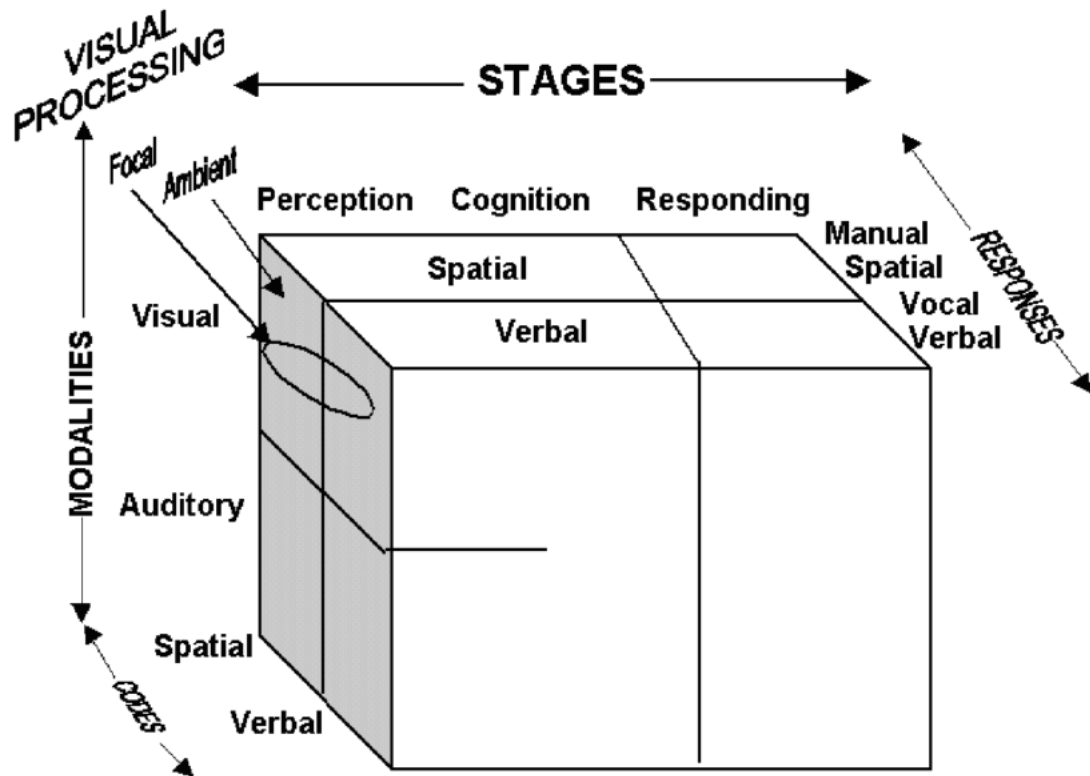 VISUAL
PROCESSING
STAGES
Focal
Ambient
Perception Cognition Responding
Manual
Spatial
Vocal
Verbal
RESPONSES
Spatial
Verbal
Visual
MODALITIES
Auditory
Spatial
Verbal
CODES